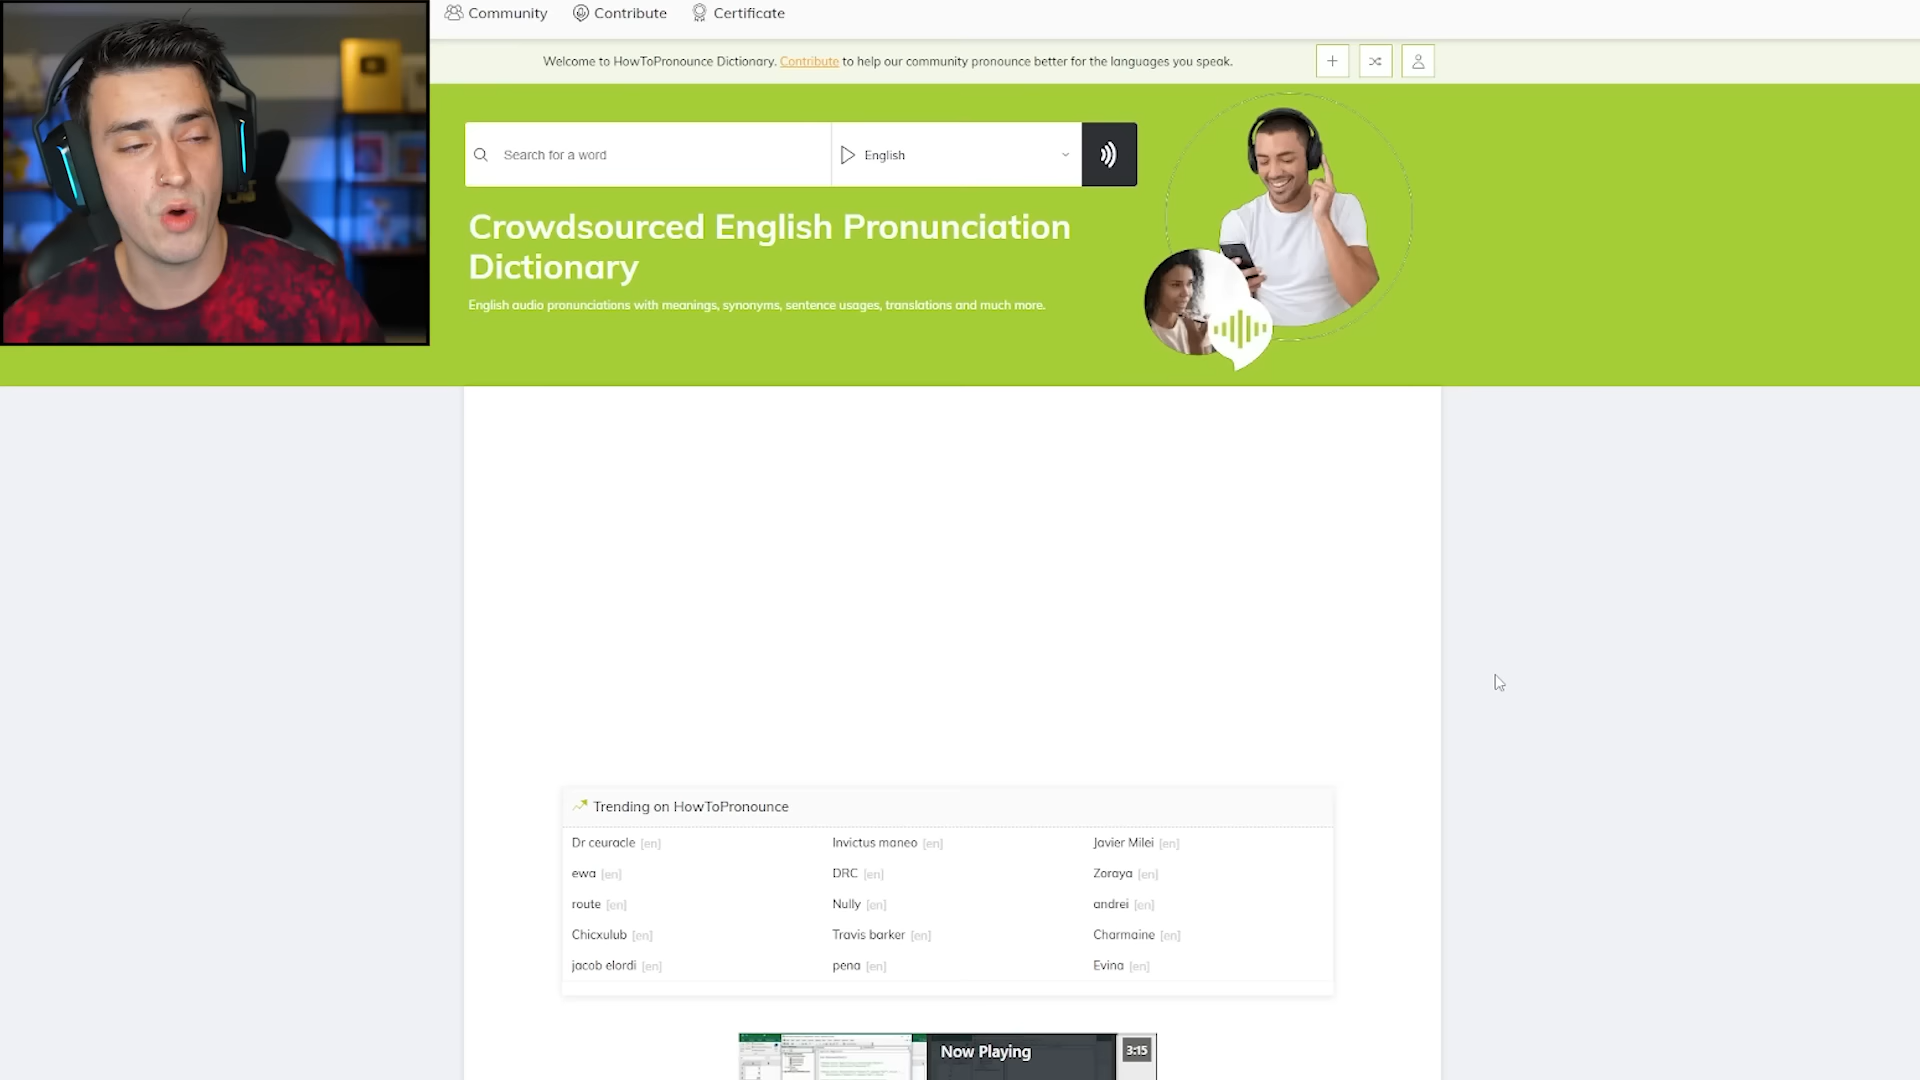 Community Contribute Certificate
Welcome to HowToPronounce Dictionary. Contribute to help our community pronounce better for the languages you speak.
Search for a word
English
Crowdsourced English Pronunciation
Dictionary
English audio pronunciations with meanings, synonyms, sentence usages, translations and much more.
Trending on HowToPronounce
Dr ceuracle [en] Invictus maneo [en] Javier Milei [en]
ewa [en] DRC [en] Zoraya [en]
route [en] Nully [en] andrei [en]
Chicxulub [en] Travis barker [en] Charmaine [en]
jacob elordi [en] pena [en] Evina [en]
Now Playing
3:15